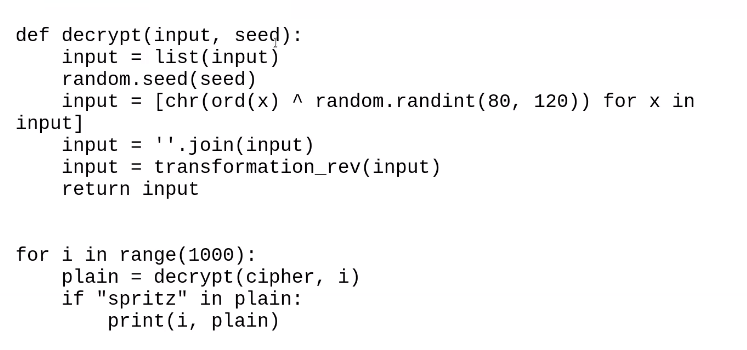 def decrypt(input, seed):
    input = list(input)
    random.seed(seed)
    input = [chr(ord(x) ^ random.randint(80, 120)) for x in
input]
    input = ''.join(input)
    input = transformation_rev(input)
    return input
for i in range(1000):
    plain = decrypt(cipher, i)
    if "spritz" in plain:
        print(i, plain)